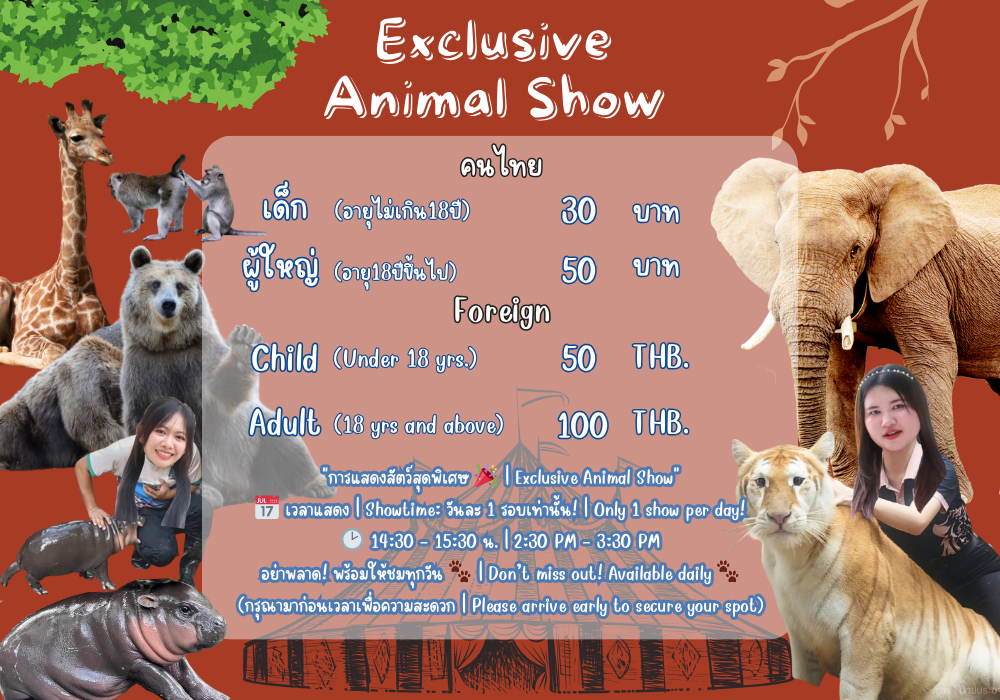 Exclusive
Animal Show
คนไทย
เด็ก (อายุไม่เกิน18ปี) 30 บาท
ผู้ใหญ่ (อายุ18ปีขึ้นไป) 50 บาท
Foreign
Child (Under 18 yrs.) 50 THB.
Adult (18 yrs and above) 100 THB.
"การแสดงสัตว์สุดพิเศษ 🎉 | Exclusive Animal Show"
📅 เวลาแสดง | Showtime: วันละ 1 รอบเท่านั้น! | Only 1 show per day!
🕑 14:30 - 15:30 น. | 2:30 PM - 3:30 PM
อย่าพลาด! พร้อมให้ชมทุกวัน 🐾 | Don't miss out! Available daily 🐾
(กรุณามาก่อนเวลาเพื่อความสะดวก | Please arrive early to secure your spot)